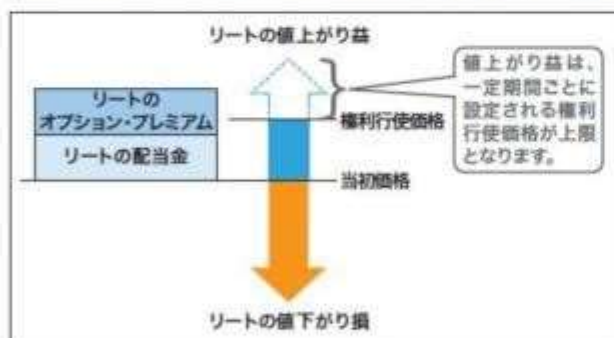 リートの値上がり益
値上がり益は、
一定期間ごとに
設定される権利
行使価格が上限
となります。
リートの
オプション・プレミアム
権利行使価格
リートの配当金
当初価格
リートの値下がり損